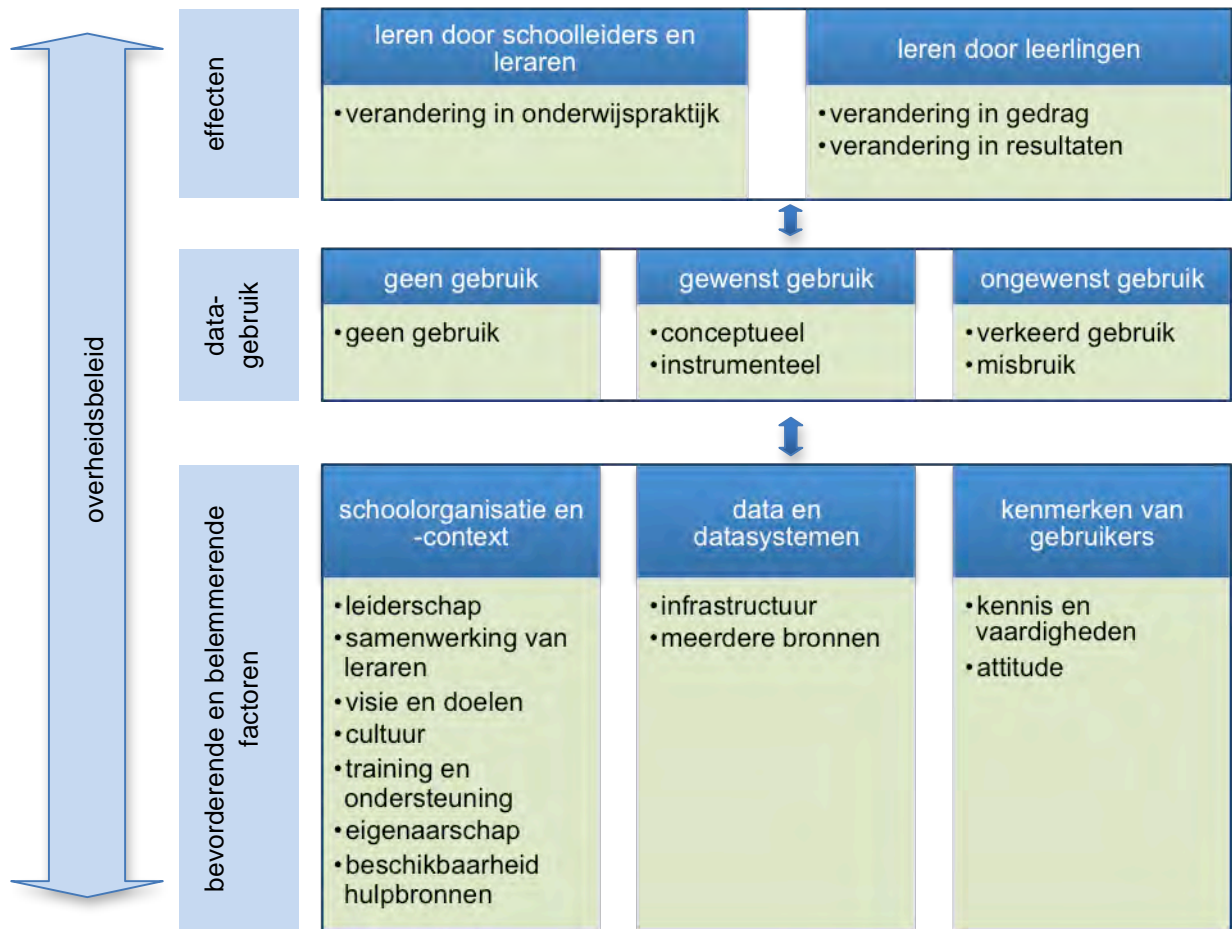 overheidsbeleid
effecten
leren door schoolleiders en
leraren
• verandering in onderwijspraktijk
leren door leerlingen
• verandering in gedrag
• verandering in resultaten
data-
gebruik
geen gebruik
• geen gebruik
gewenst gebruik
• conceptueel
• instrumenteel
ongewenst gebruik
• verkeerd gebruik
• misbruik
bevorderende en belemmerende
factoren
schoolorganisatie en
-context
• leiderschap
• samenwerking van
leraren
• visie en doelen
• cultuur
• training en
ondersteuning
• eigenaarschap
• beschikbaarheid
hulpbronnen
data en
datasystemen
• infrastructuur
• meerdere bronnen
kenmerken van
gebruikers
• kennis en
vaardigheden
• attitude